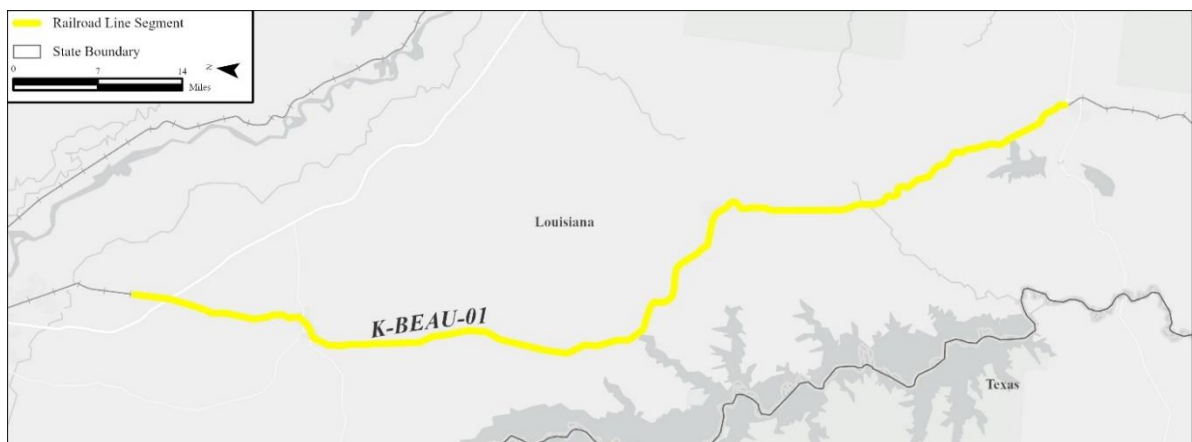 Railroad Line Segment
State Boundary
0 7 14
Miles
Z
Louisiana
K-BEAU-01
Texas